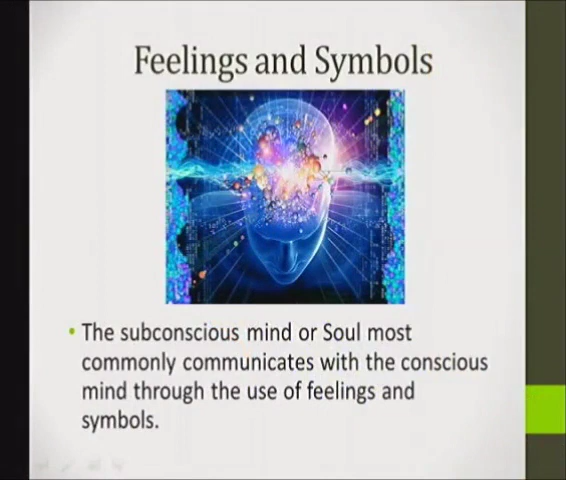 Feelings and Symbols
• The subconscious mind or Soul most
commonly communicates with the conscious
mind through the use of feelings and
symbols.